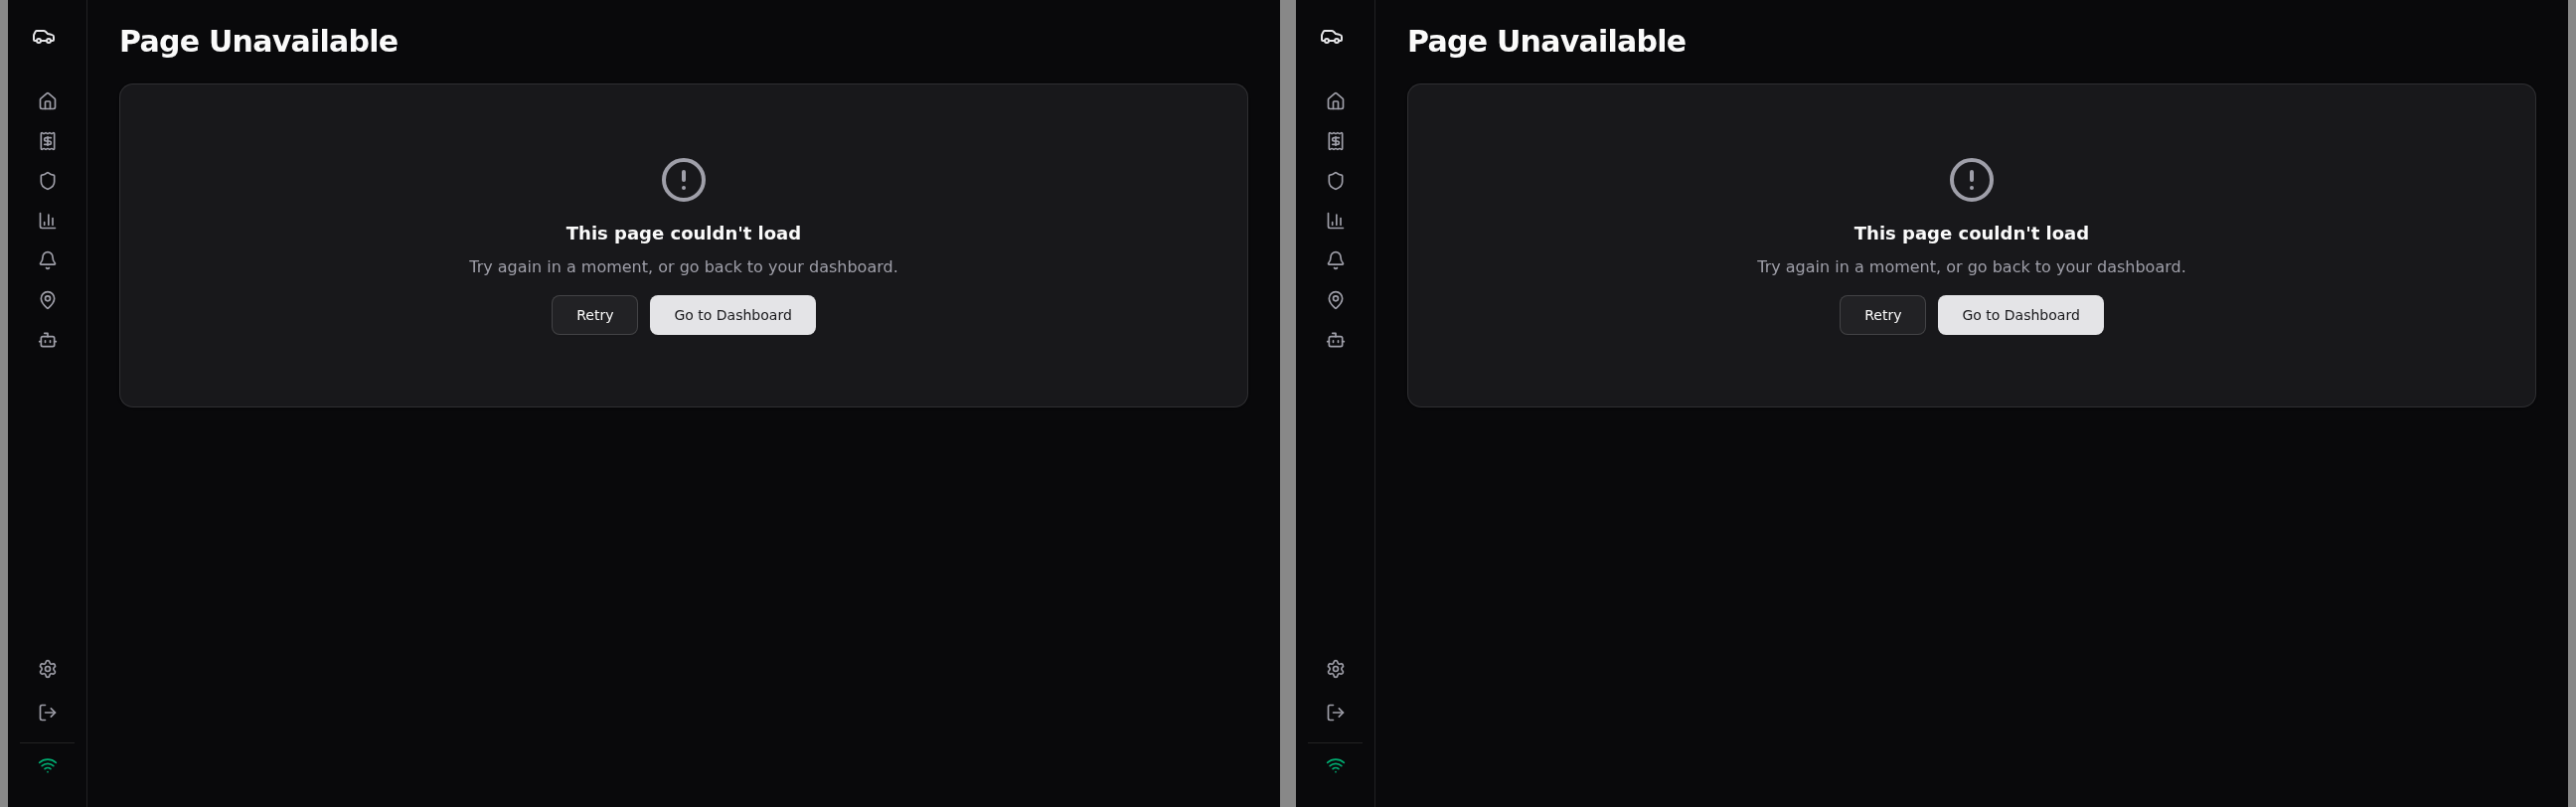 Page Unavailable
This page couldn't load
Try again in a moment, or go back to your dashboard.
Retry
Go to Dashboard
Page Unavailable
This page couldn't load
Try again in a moment, or go back to your dashboard.
Retry
Go to Dashboard